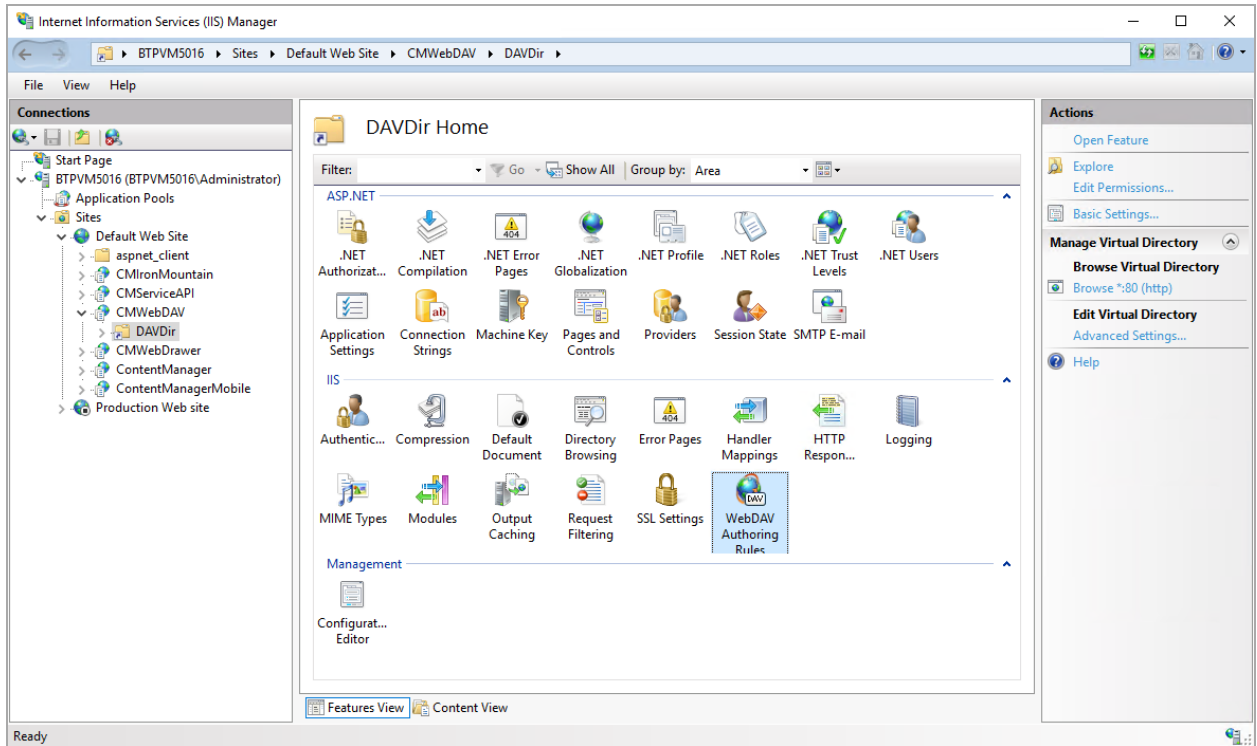 Internet Information Services (IIS) Manager
BTPVM5016 Sites Default Web Site CMWebDAV DAVDir
File View Help
Connections
Start Page
BTPVM5016 (BTPVM5016\Administrator)
Application Pools
Sites
Default Web Site
aspnet_client
CMIronMountain
CMServiceAPI
CMWebDAV
DAVDir
CMWebDrawer
ContentManager
ContentManagerMobile
Production Web site
DAVDir Home
Filter: Go Show All Group by: Area
ASP.NET
.NET .NET .NET Error .NET .NET Profile .NET Roles .NET Trust .NET Users
Authorizat... Compilation Pages Globalization Levels
404
ab
Application Connection Machine Key Pages and Providers Session State SMTP E-mail
Settings Strings Controls
IIS
404
Authentic... Compression Default Directory Error Pages Handler HTTP Logging
Document Browsing Mappings Respon...
DAV
MIME Types Modules Output Request SSL Settings WebDAV
Caching Filtering Authoring
Rules
Management
Configurat...
Editor
Features View Content View
Actions
Open Feature
Explore
Edit Permissions...
Basic Settings...
Manage Virtual Directory
Browse Virtual Directory
Browse *:80 (http)
Edit Virtual Directory
Advanced Settings...
Help
Ready